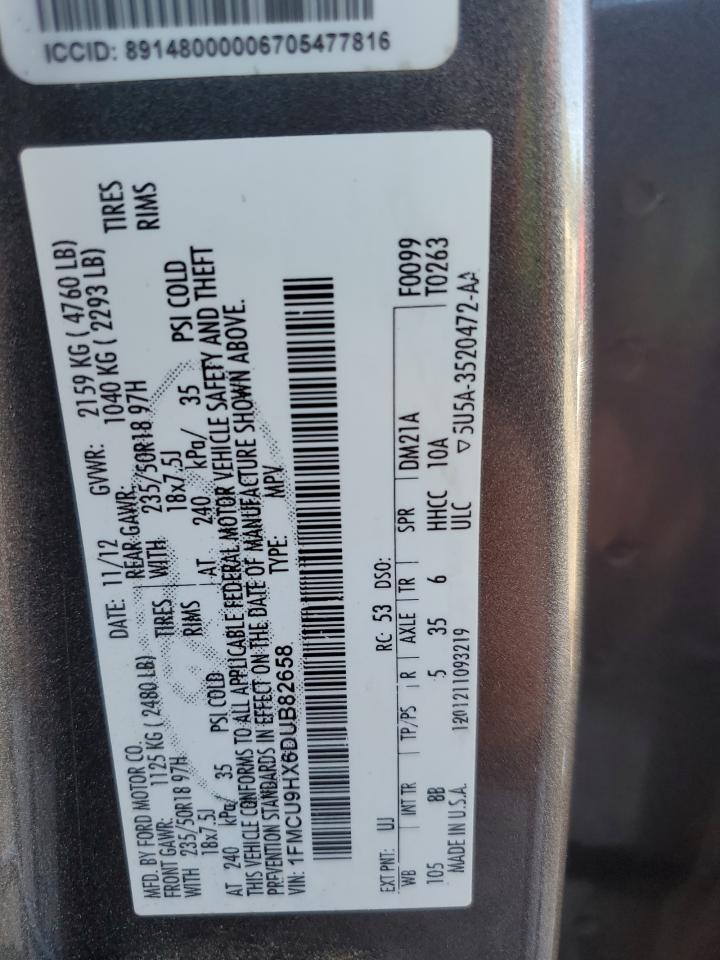 ICCID: 89148000006705477816
MFD. BY FORD MOTOR CO. DATE: 11/12 GVWR: 2159 KG ( 4760 LB)
FRONT GAWR: 1125 KG ( 2480 LB) REAR GAWR: 1040 KG ( 2293 LB)
WITH 235/50R18 97H TIRES WITH 235/50R18 97H TIRES
18x7.5J RIMS 18x7.5J RIMS
AT 240 kPa/ 35 PSI COLD AT 240 kPa/ 35 PSI COLD
THIS VEHICLE CONFORMS TO ALL APPLICABLE FEDERAL MOTOR VEHICLE SAFETY AND THEFT
PREVENTION STANDARDS IN EFFECT ON THE DATE OF MANUFACTURE SHOWN ABOVE.
VIN: 1FMCU9HX6DUB82658 TYPE: MPV
EXT PNT: UJ RC: 53 DSO: F0099
WB INT TR TP/PS R AXLE TR SPR DM21A T0263
105 8B 5 35 6 HHCC 10A
MADE IN U.S.A. 1201211093219 ULC ▽5U5A-3520472-AA